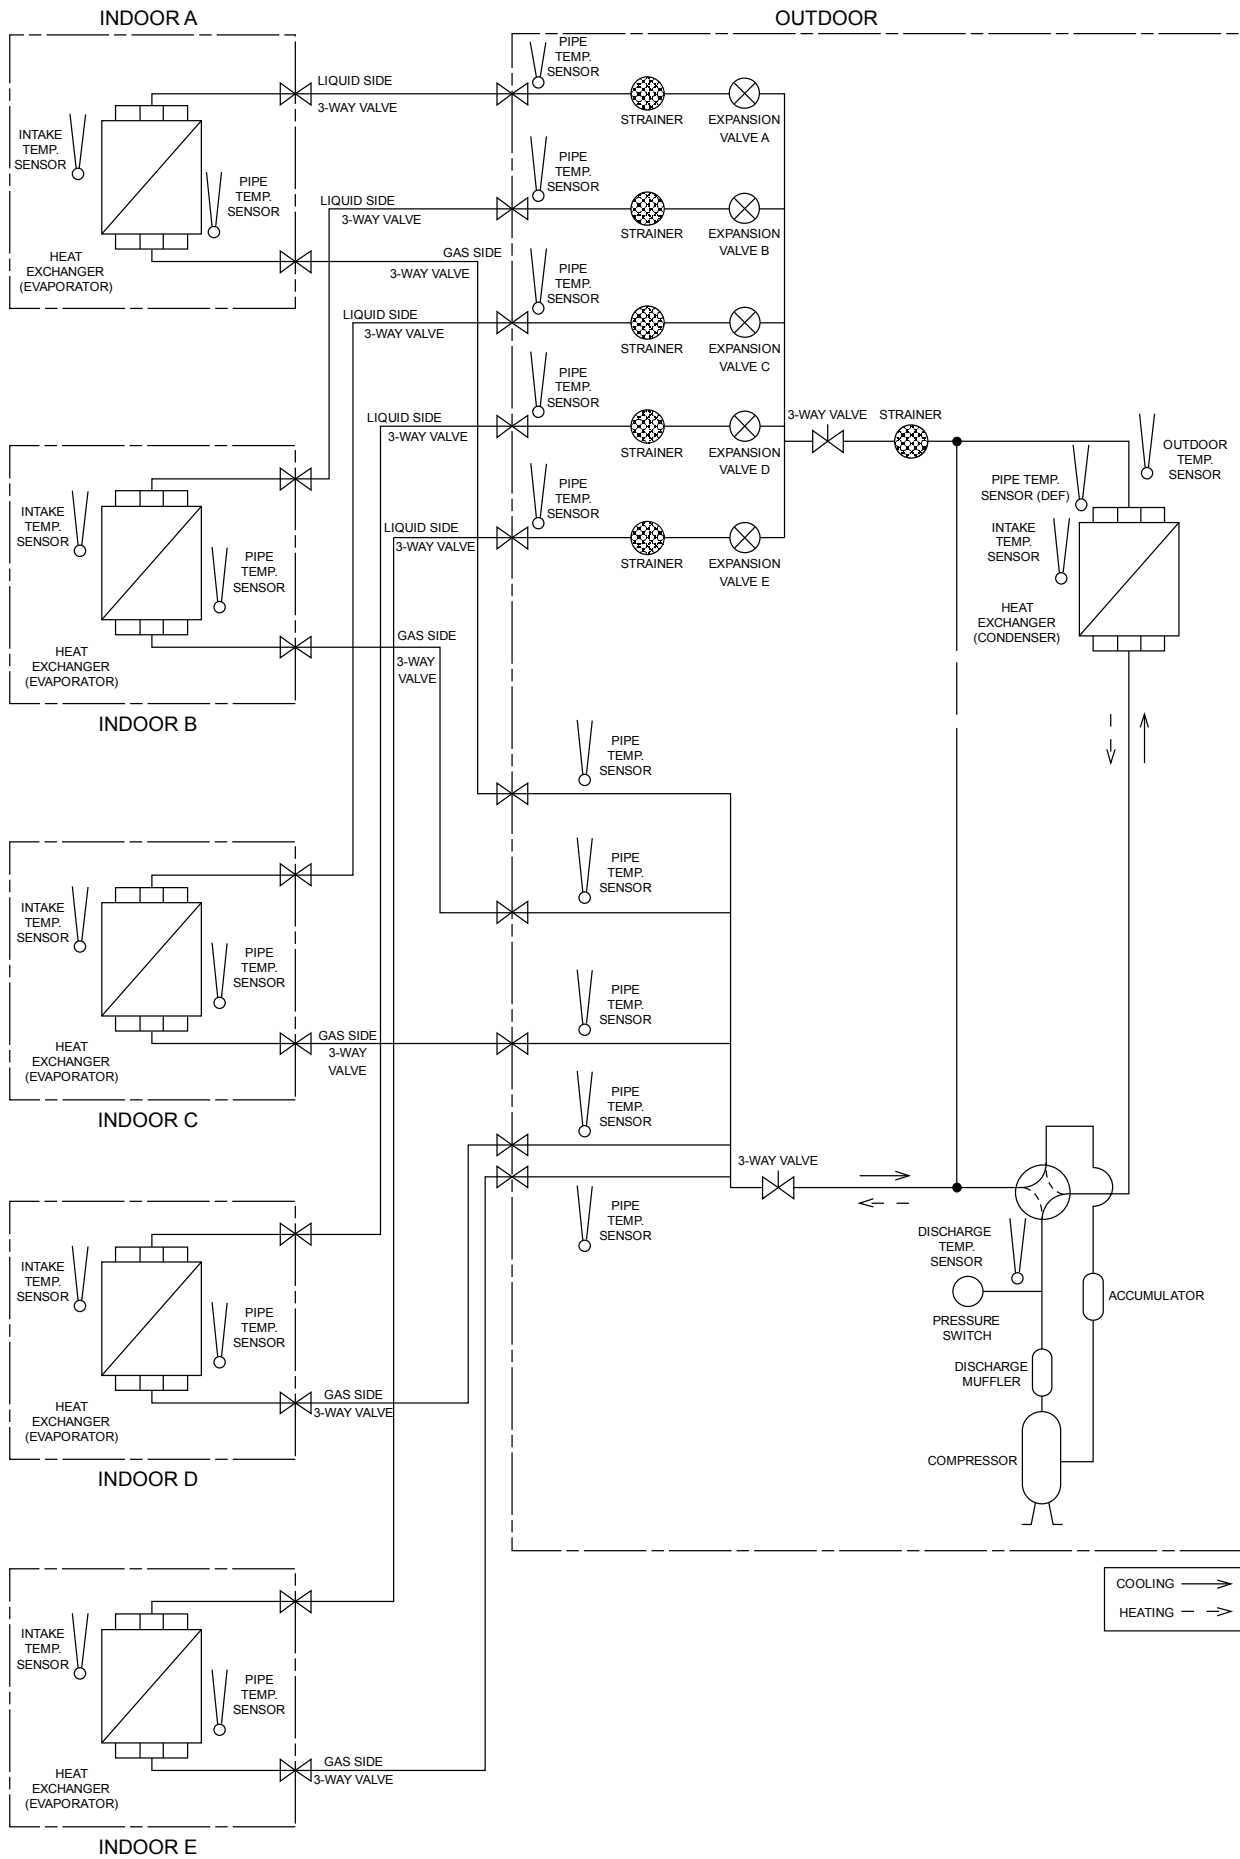 INDOOR A
INTAKE
TEMP.
SENSOR
PIPE
TEMP.
SENSOR
HEAT
EXCHANGER
(EVAPORATOR)
LIQUID SIDE
3-WAY VALVE
LIQUID SIDE
3-WAY VALVE
GAS SIDE
3-WAY VALVE
LIQUID SIDE
3-WAY VALVE
LIQUID SIDE
3-WAY VALVE
LIQUID SIDE
3-WAY VALVE
INTAKE
TEMP.
SENSOR
PIPE
TEMP.
SENSOR
HEAT
EXCHANGER
(EVAPORATOR)
INDOOR B
GAS SIDE
3-WAY
VALVE
INTAKE
TEMP.
SENSOR
PIPE
TEMP.
SENSOR
HEAT
EXCHANGER
(EVAPORATOR)
INDOOR C
GAS SIDE
3-WAY
VALVE
INTAKE
TEMP.
SENSOR
PIPE
TEMP.
SENSOR
HEAT
EXCHANGER
(EVAPORATOR)
INDOOR D
GAS SIDE
3-WAY VALVE
INTAKE
TEMP.
SENSOR
PIPE
TEMP.
SENSOR
HEAT
EXCHANGER
(EVAPORATOR)
INDOOR E
GAS SIDE
3-WAY VALVE
OUTDOOR
PIPE
TEMP.
SENSOR
STRAINER
EXPANSION
VALVE A
PIPE
TEMP.
SENSOR
STRAINER
EXPANSION
VALVE B
PIPE
TEMP.
SENSOR
STRAINER
EXPANSION
VALVE C
PIPE
TEMP.
SENSOR
STRAINER
EXPANSION
VALVE D
PIPE
TEMP.
SENSOR
STRAINER
EXPANSION
VALVE E
3-WAY VALVE
STRAINER
OUTDOOR
TEMP.
SENSOR
PIPE TEMP.
SENSOR (DEF)
INTAKE
TEMP.
SENSOR
HEAT
EXCHANGER
(CONDENSER)
PIPE
TEMP.
SENSOR
PIPE
TEMP.
SENSOR
PIPE
TEMP.
SENSOR
PIPE
TEMP.
SENSOR
PIPE
TEMP.
SENSOR
3-WAY VALVE
DISCHARGE
TEMP.
SENSOR
PRESSURE
SWITCH
ACCUMULATOR
DISCHARGE
MUFFLER
COMPRESSOR
COOLING
HEATING